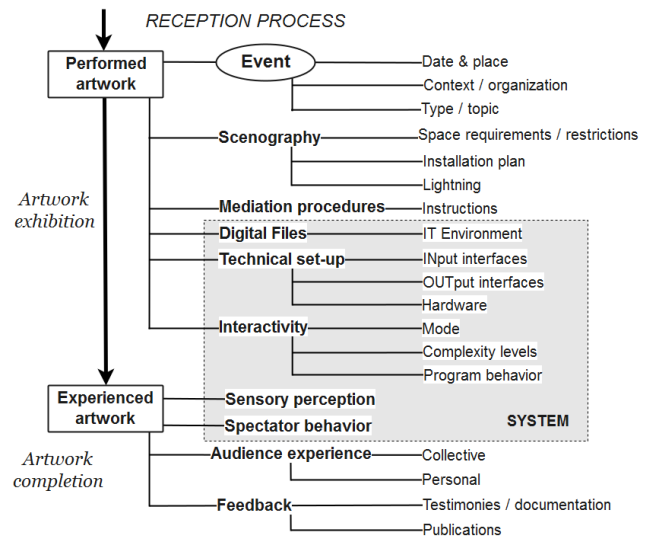 RECEPTION PROCESS
Performed
artwork
Event
Date & place
Context / organization
Type / topic
Scenography
Space requirements / restrictions
Installation plan
Lightning
Artwork
exhibition
Mediation procedures
Instructions
Digital Files
IT Environment
Technical set-up
INput interfaces
OUTput interfaces
Hardware
Interactivity
Mode
Complexity levels
Program behavior
Experienced
artwork
Sensory perception
Spectator behavior
SYSTEM
Artwork
completion
Audience experience
Collective
Personal
Feedback
Testimonies / documentation
Publications